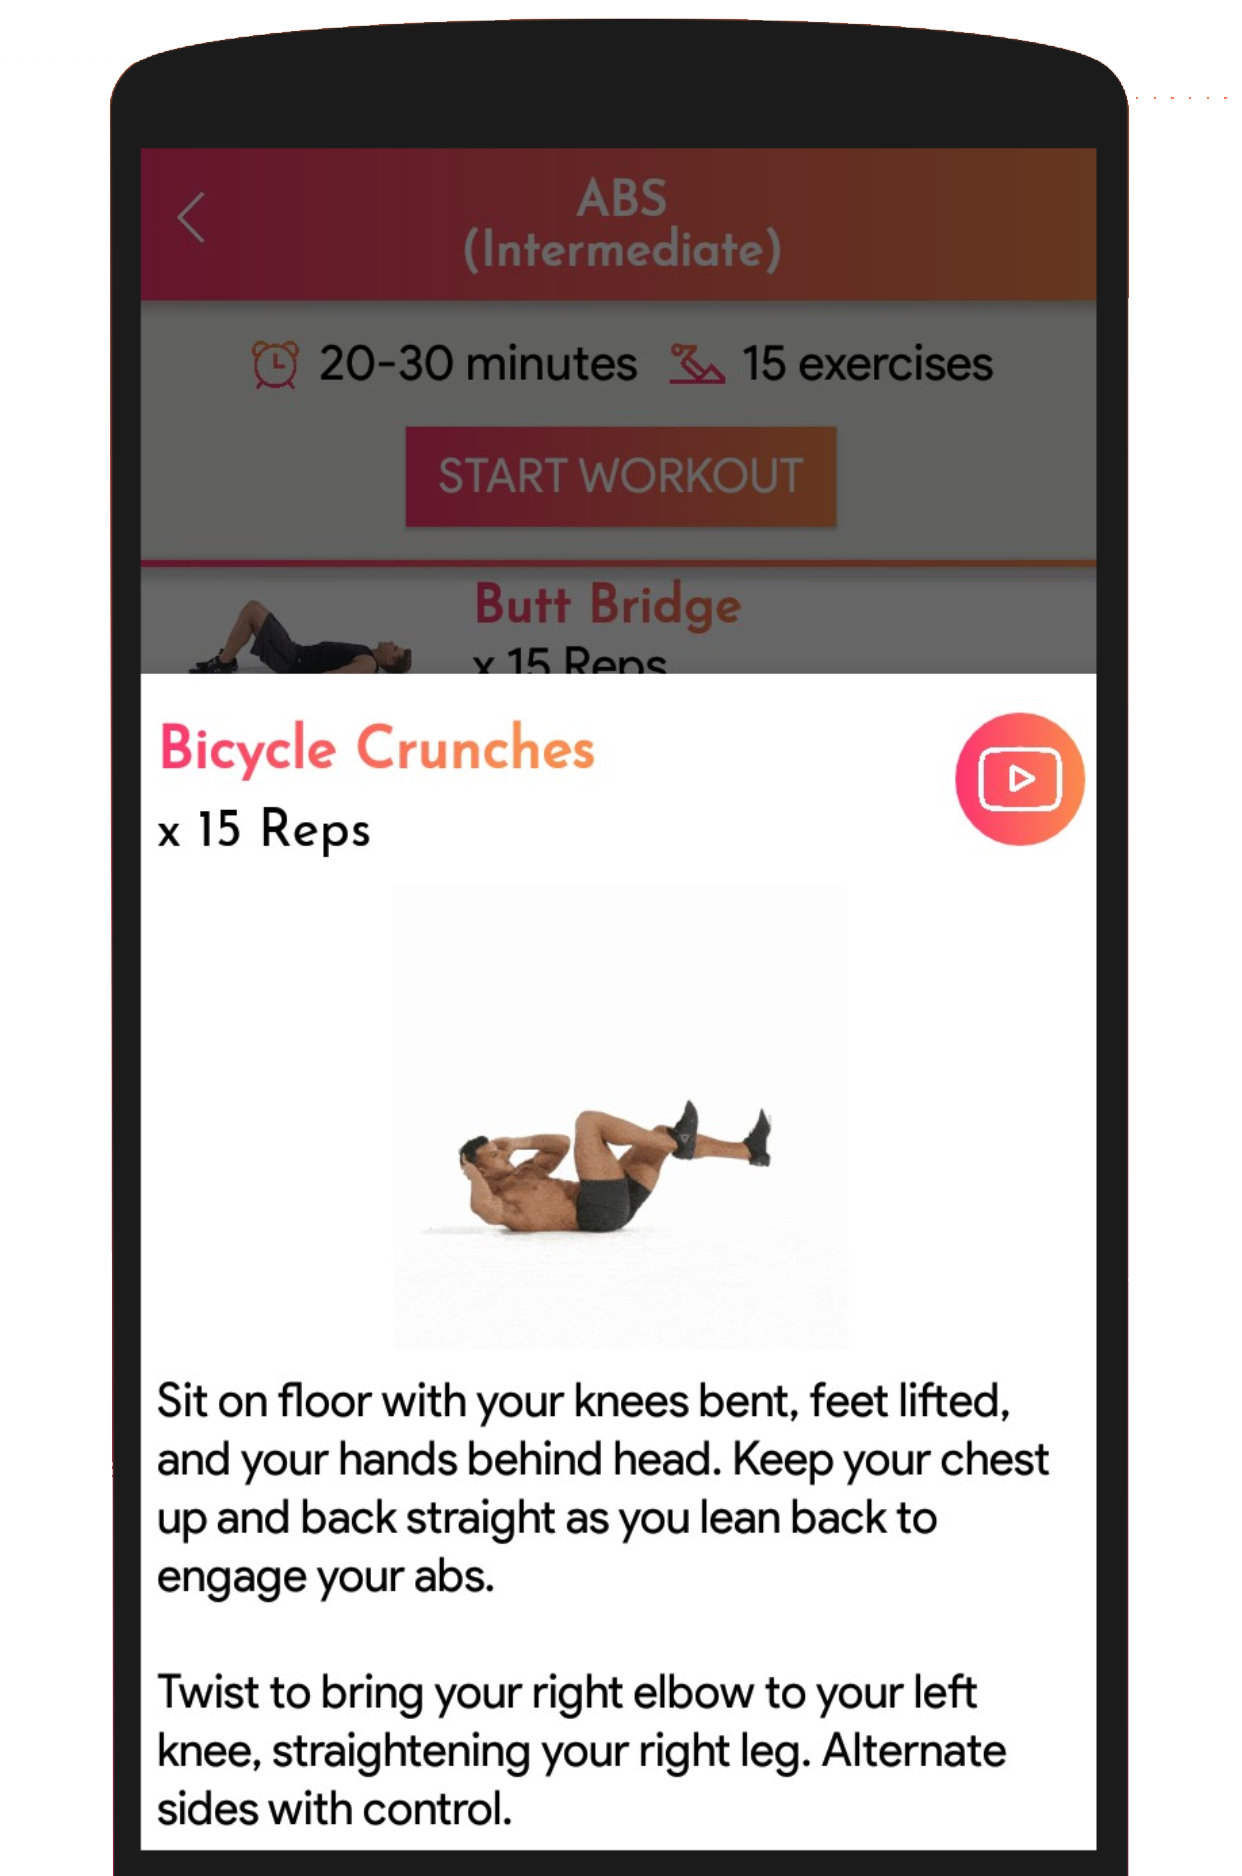 ABS
(Intermediate)
20-30 minutes 15 exercises
START WORKOUT
Butt Bridge
x 15 Reps
Bicycle Crunches
x 15 Reps
Sit on floor with your knees bent, feet lifted,
and your hands behind head. Keep your chest
up and back straight as you lean back to
engage your abs.
Twist to bring your right elbow to your left
knee, straightening your right leg. Alternate
sides with control.